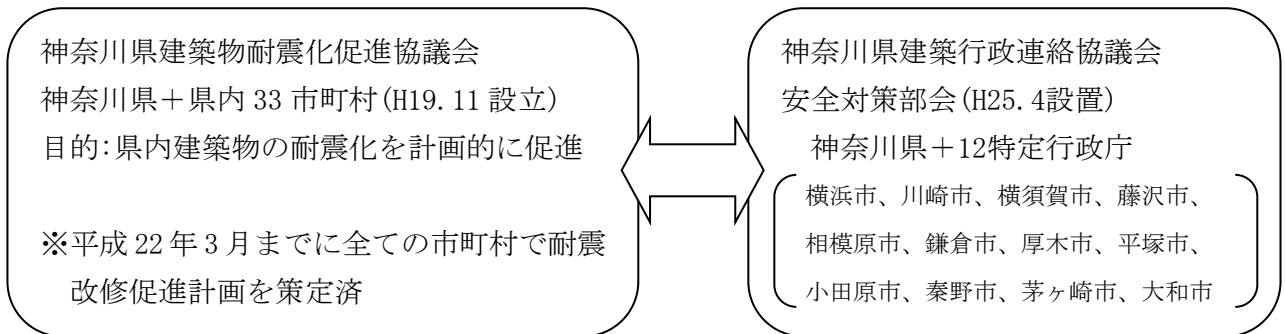 神奈川県建築物耐震化促進協議会
神奈川県＋県内 33 市町村(H19.11 設立)
目的:県内建築物の耐震化を計画的に促進
※平成 22 年 3 月までに全ての市町村で耐震
改修促進計画を策定済
神奈川県建築行政連絡協議会
安全対策部会(H25.4設置)
神奈川県＋12特定行政庁
横浜市、川崎市、横須賀市、藤沢市、
相模原市、鎌倉市、厚木市、平塚市、
小田原市、秦野市、茅ヶ崎市、大和市